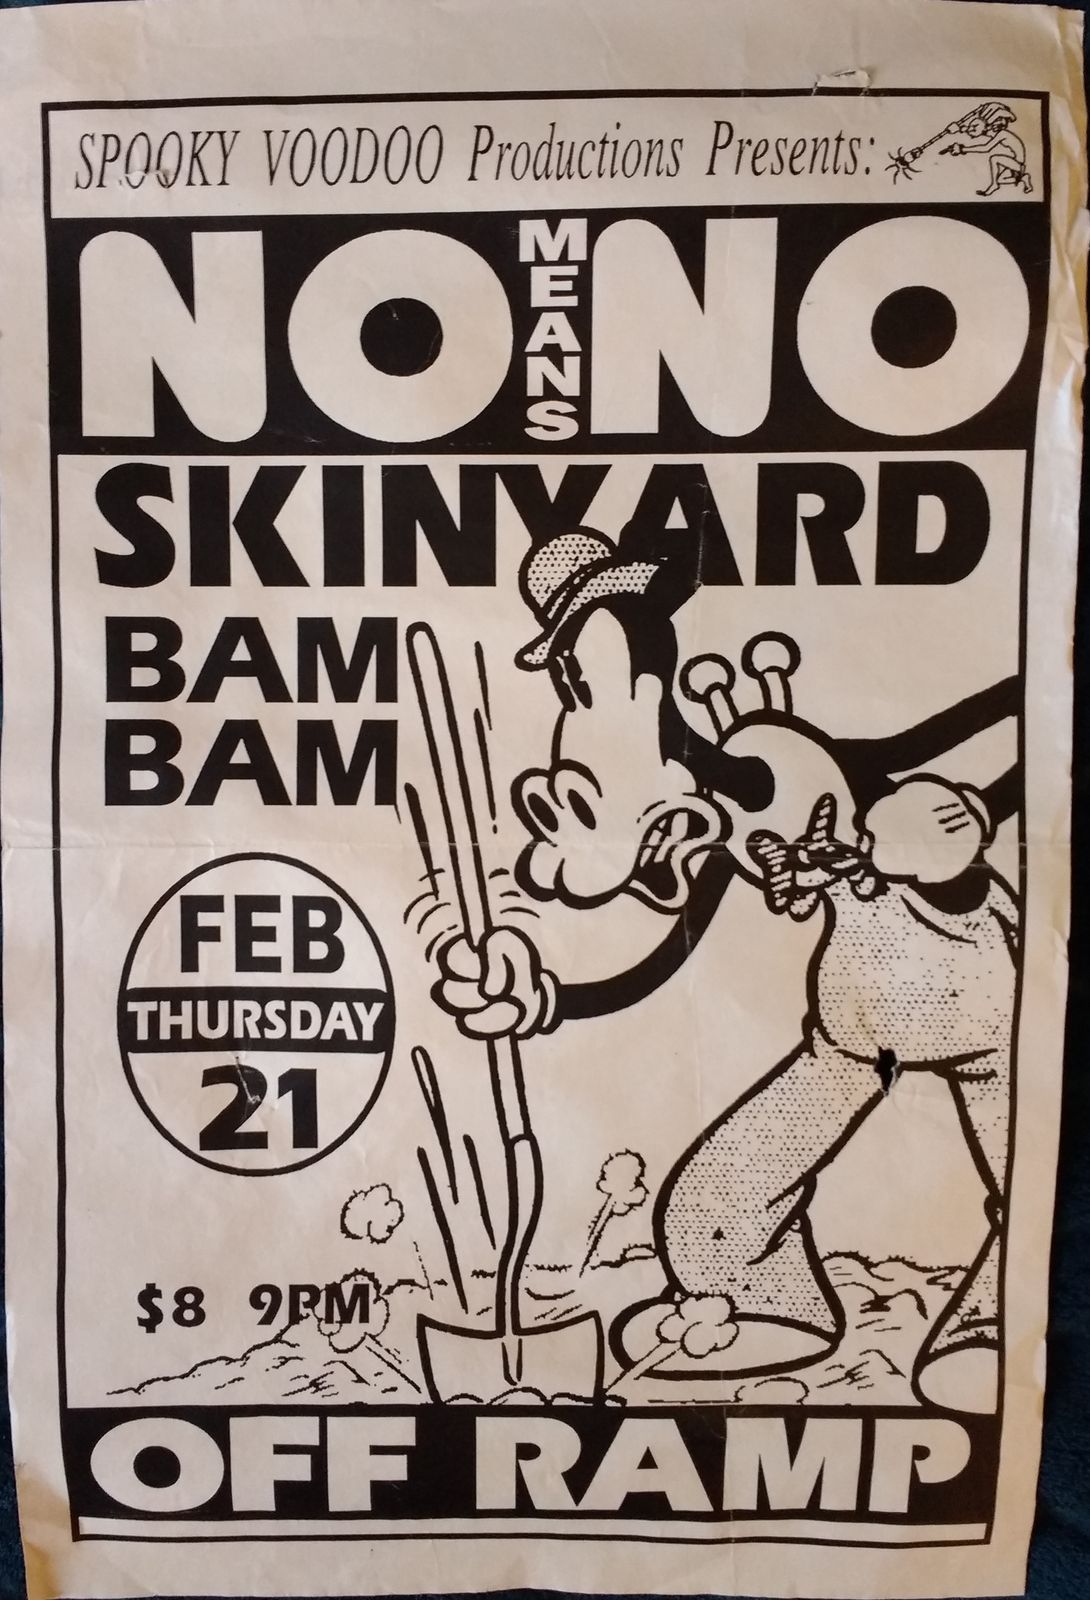 SPOOKY VOODOO Productions Presents:
NO MEANS NO
SKINYARD
BAM
BAM
FEB
THURSDAY
21
$8 9PM
OFF RAMP